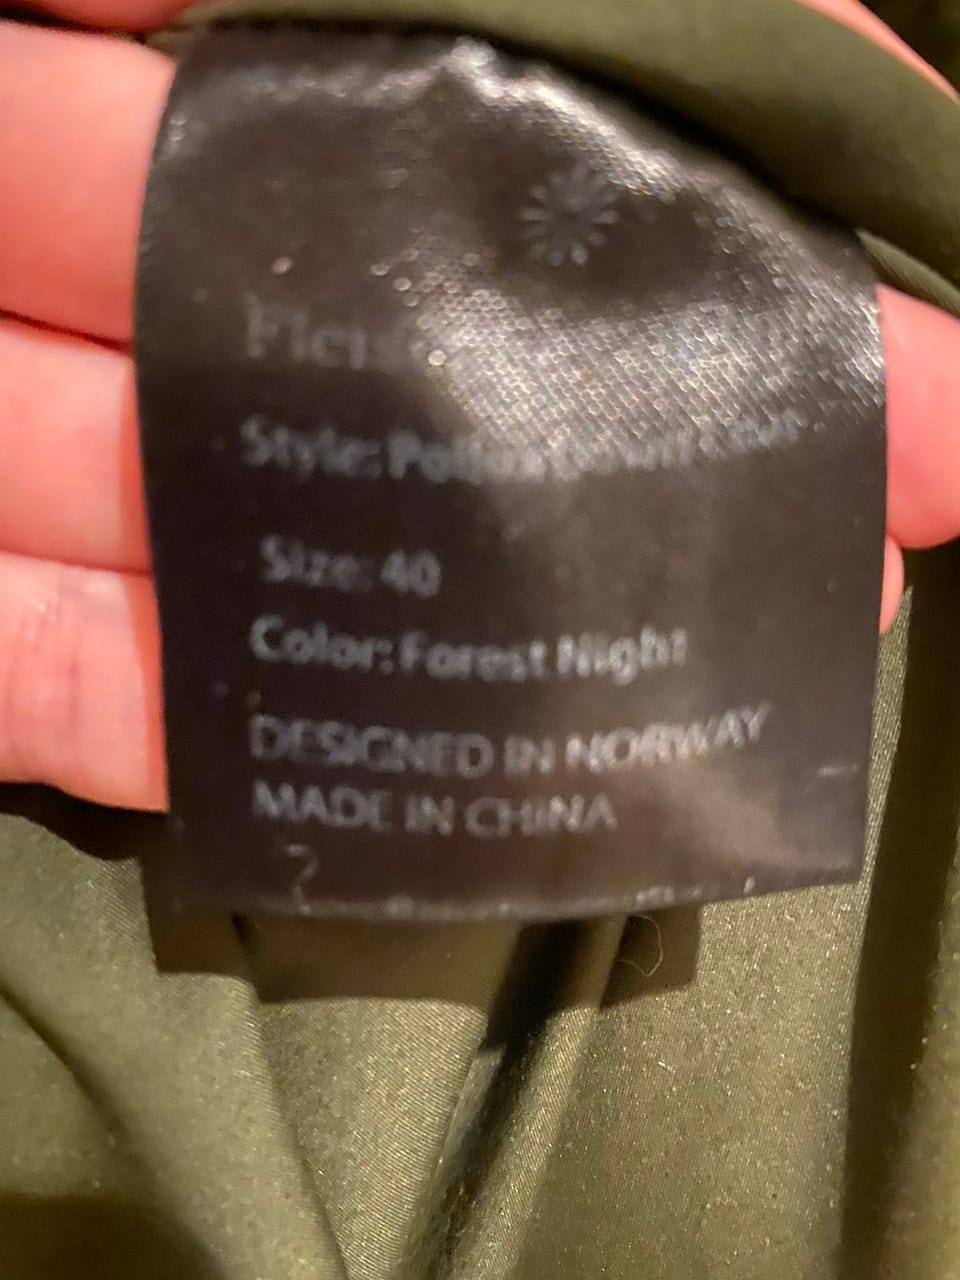 Style:
Size: 40
Color: Forest Night
DESIGNED IN NORWAY
MADE IN CHINA